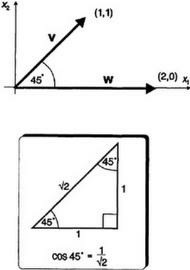 x₂
(1,1)
v
45°
w
(2,0)
x₁
45°
√2
1
45°
1
cos 45° = 1/√2